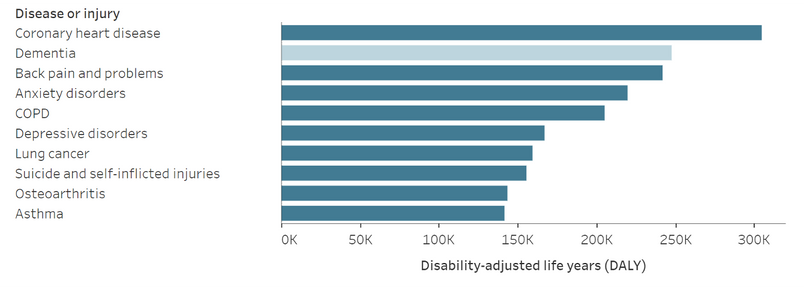 Disease or injury
Coronary heart disease
Dementia
Back pain and problems
Anxiety disorders
COPD
Depressive disorders
Lung cancer
Suicide and self-inflicted injuries
Osteoarthritis
Asthma
0K 50K 100K 150K 200K 250K 300K
Disability-adjusted life years (DALY)